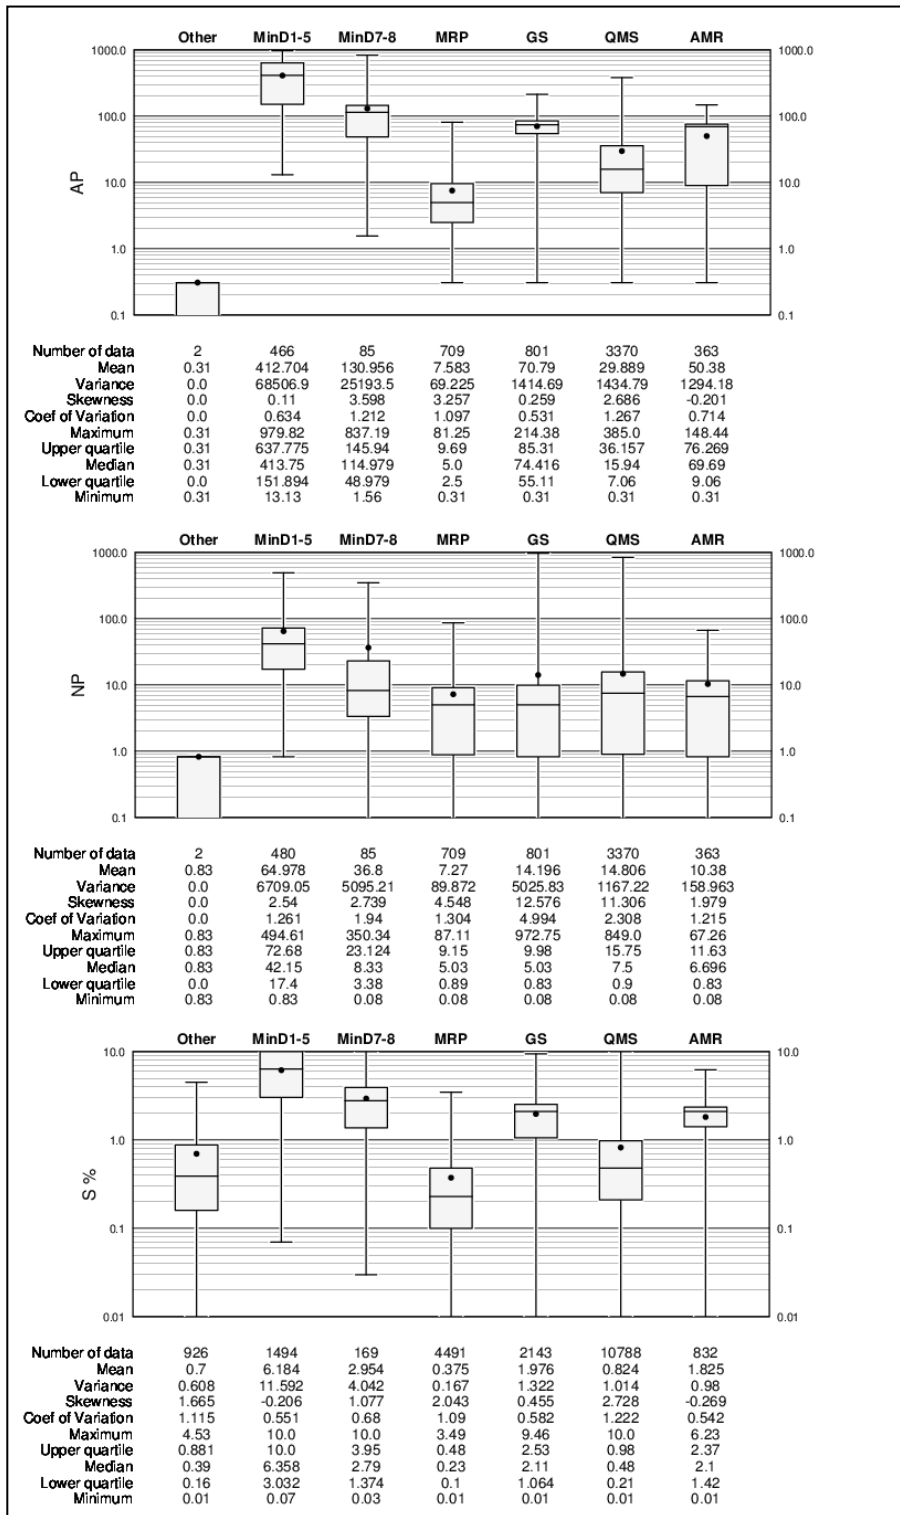 Other MinD1-5 MinD7-8 MRP GS QMS AMR
1000.0 1000.0
100.0 100.0
AP
10.0 10.0
1.0 1.0
0.1 0.1
Number of data 2 466 85 709 801 3370 363
Mean 0.31 412.704 130.956 7.583 70.79 29.889 50.38
Variance 0.0 68506.9 25193.5 69.225 1414.69 1434.79 1294.18
Skewness 0.0 0.11 3.598 3.257 0.259 2.686 -0.201
Coef of Variation 0.0 0.634 1.212 1.097 0.531 1.267 0.714
Maximum 0.31 979.82 837.19 81.25 214.38 385.0 148.44
Upper quartile 0.31 637.775 145.94 9.69 85.31 36.157 76.269
Median 0.31 413.75 114.979 5.0 74.416 15.94 69.69
Lower quartile 0.0 151.894 48.979 2.5 55.11 7.06 9.06
Minimum 0.31 13.13 1.56 0.31 0.31 0.31 0.31
Other MinD1-5 MinD7-8 MRP GS QMS AMR
1000.0 1000.0
100.0 100.0
NP
10.0 10.0
1.0 1.0
0.1 0.1
Number of data 2 480 85 709 801 3370 363
Mean 0.83 64.978 36.8 7.27 14.196 14.806 10.38
Variance 0.0 6709.05 5095.21 89.872 5025.83 1167.22 158.963
Skewness 0.0 2.54 2.739 4.548 12.576 11.306 1.979
Coef of Variation 0.0 1.261 1.94 1.304 4.994 2.308 1.215
Maximum 0.83 494.61 350.34 87.11 972.75 849.0 67.26
Upper quartile 0.83 72.68 23.124 9.15 9.98 15.75 11.63
Median 0.83 42.15 8.33 5.03 5.03 7.5 6.696
Lower quartile 0.0 17.4 3.38 0.89 0.83 0.9 0.83
Minimum 0.83 0.83 0.08 0.08 0.08 0.08 0.08
Other MinD1-5 MinD7-8 MRP GS QMS AMR
10.0 10.0
1.0 1.0
S %
0.1 0.1
0.01 0.01
Number of data 926 1494 169 4491 2143 10788 832
Mean 0.7 6.184 2.954 0.375 1.976 0.824 1.825
Variance 0.608 11.592 4.042 0.167 1.322 1.014 0.98
Skewness 1.665 -0.206 1.077 2.043 0.455 2.728 -0.269
Coef of Variation 1.115 0.551 0.68 1.09 0.582 1.222 0.542
Maximum 4.53 10.0 10.0 3.49 9.46 10.0 6.23
Upper quartile 0.881 10.0 3.95 0.48 2.53 0.98 2.37
Median 0.39 6.358 2.79 0.23 2.11 0.48 2.1
Lower quartile 0.16 3.032 1.374 0.1 1.064 0.21 1.42
Minimum 0.01 0.07 0.03 0.01 0.01 0.01 0.01